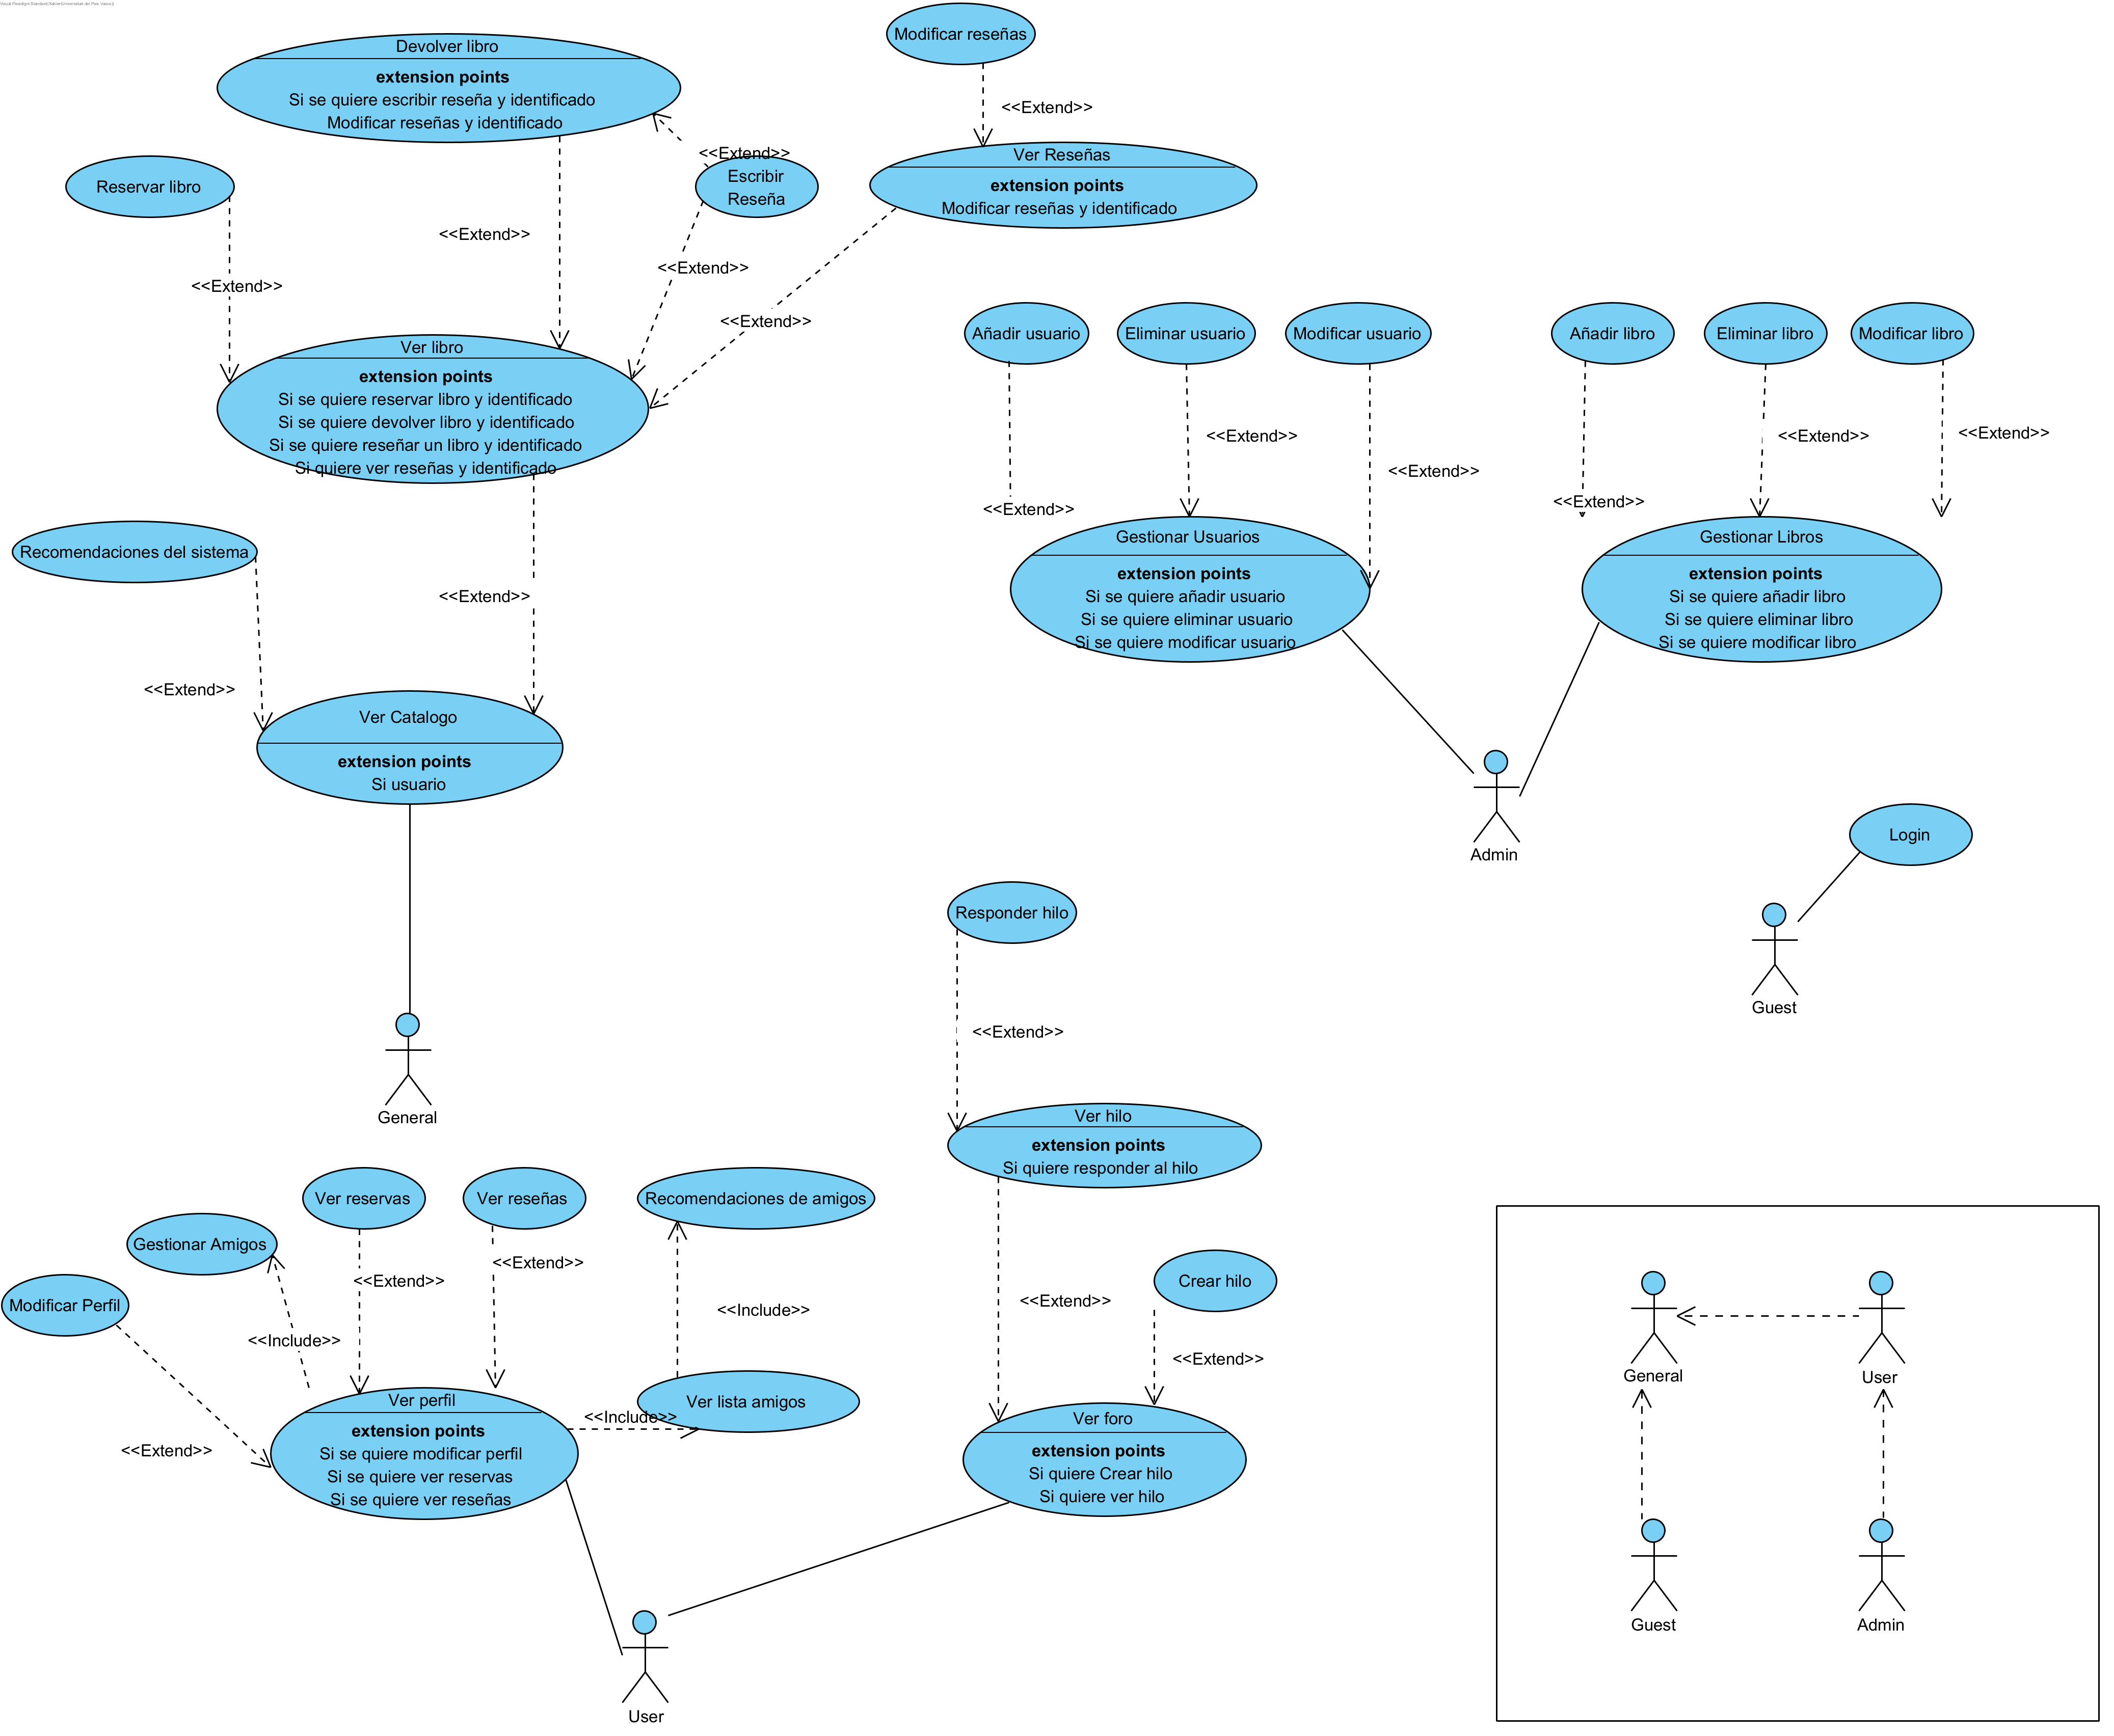 Visual Paradigm Standard(Xabier(Universidad del Pais Vasco))
Devolver libro
extension points
Si se quiere escribir reseña y identificado
Modificar reseñas y identificado
Modificar reseñas
<<Extend>>
Ver Reseñas
extension points
Modificar reseñas y identificado
<<Extend>>
Escribir
Reseña
Reservar libro
<<Extend>>
<<Extend>>
<<Extend>>
<<Extend>>
Ver libro
extension points
Si se quiere reservar libro y identificado
Si se quiere devolver libro y identificado
Si se quiere reseñar un libro y identificado
Si quiere ver reseñas y identificado
Añadir usuario
Eliminar usuario
Modificar usuario
Añadir libro
Eliminar libro
Modificar libro
<<Extend>>
<<Extend>>
<<Extend>>
<<Extend>>
<<Extend>>
<<Extend>>
Gestionar Usuarios
extension points
Si se quiere añadir usuario
Si se quiere eliminar usuario
Si se quiere modificar usuario
Gestionar Libros
extension points
Si se quiere añadir libro
Si se quiere eliminar libro
Si se quiere modificar libro
Recomendaciones del sistema
<<Extend>>
<<Extend>>
Ver Catalogo
extension points
Si usuario
Admin
Login
Guest
General
Responder hilo
<<Extend>>
Ver hilo
extension points
Si quiere responder al hilo
Ver reservas
Ver reseñas
Recomendaciones de amigos
Gestionar Amigos
Modificar Perfil
<<Extend>>
<<Extend>>
<<Include>>
<<Include>>
<<Extend>>
Crear hilo
<<Extend>>
<<Extend>>
Ver lista amigos
<<Include>>
Ver perfil
extension points
Si se quiere modificar perfil
Si se quiere ver reservas
Si se quiere ver reseñas
Ver foro
extension points
Si quiere Crear hilo
Si quiere ver hilo
User
General
User
Guest
Admin